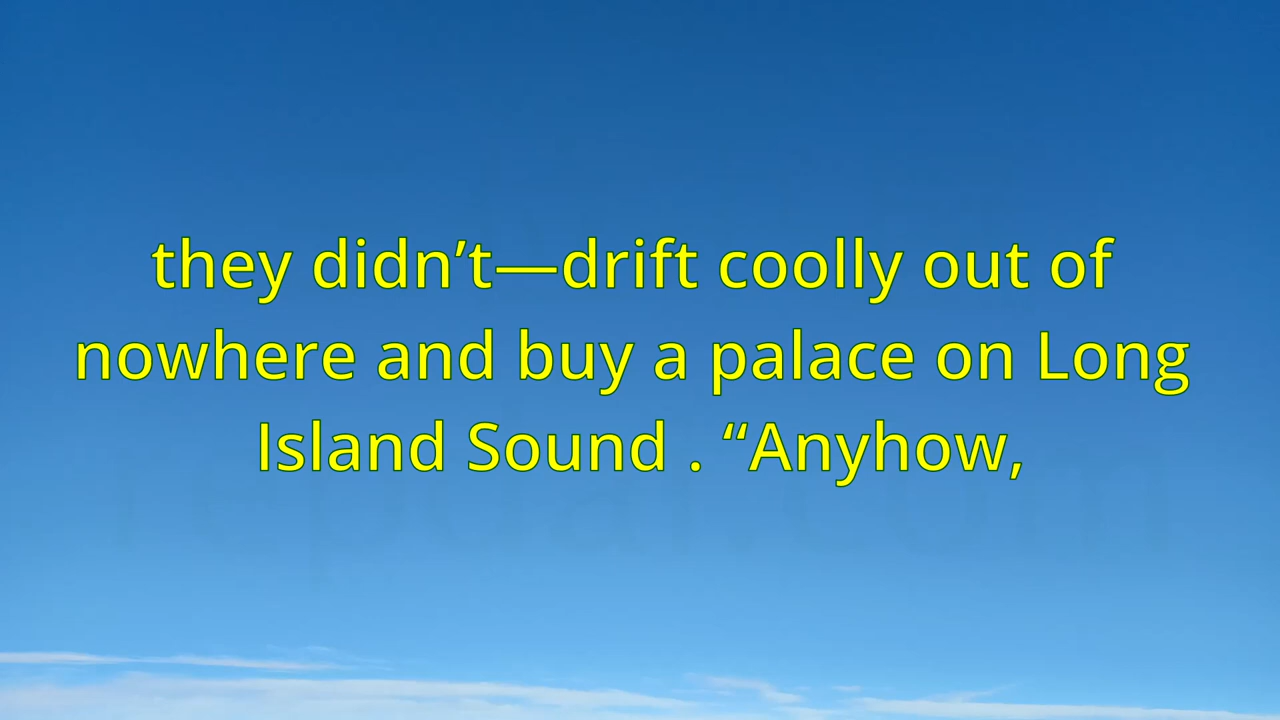 they didn’t—drift coolly out of
nowhere and buy a palace on Long
Island Sound . “Anyhow,